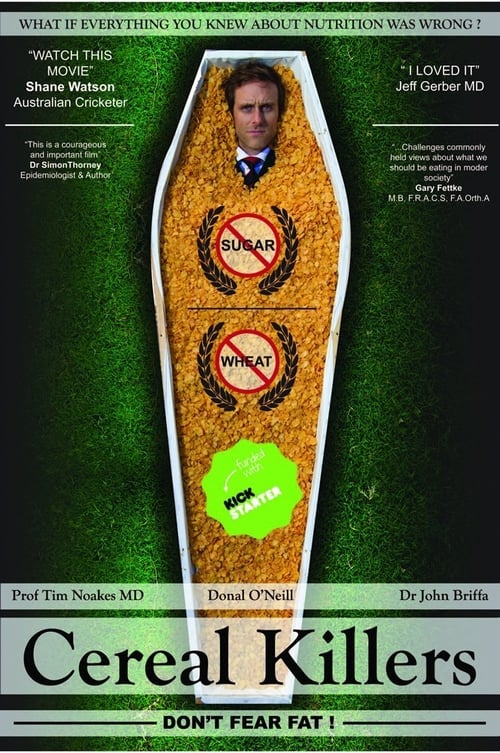 WHAT IF EVERYTHING YOU KNEW ABOUT NUTRITION WAS WRONG ?
“WATCH THIS
MOVIE”
Shane Watson
Australian Cricketer
“This is a courageous
and important film”
Dr SimonThorney
Epidemiologist & Author
“ I LOVED IT”
Jeff Gerber MD
“...Challenges commonly
held views about what we
should be eating in moder
society”
Gary Fettke
M.B, F.R.A.C.S, F.A.Orth.A
SUGAR
WHEAT
funded
with
KICK
STARTER
Prof Tim Noakes MD
Donal O’Neill
Dr John Briffa
Cereal Killers
DON’T FEAR FAT !